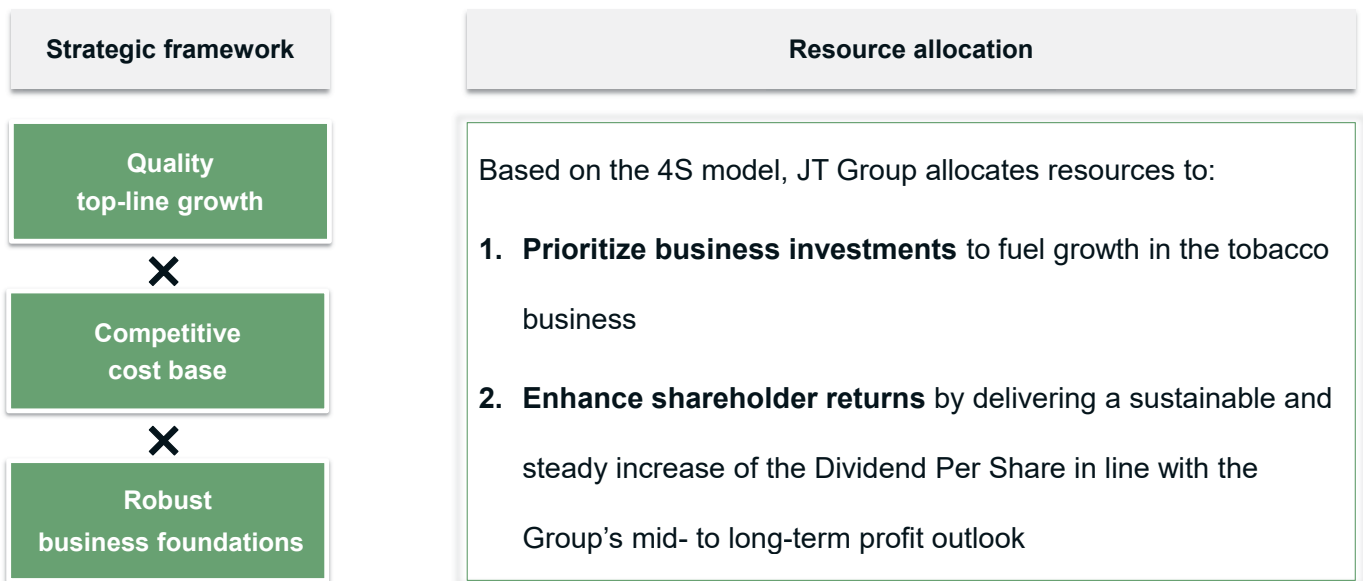 Strategic framework
Quality
top-line growth
Competitive
cost base
Robust
business foundations
Resource allocation
Based on the 4S model, JT Group allocates resources to:
1. Prioritize business investments to fuel growth in the tobacco
business
2. Enhance shareholder returns by delivering a sustainable and
steady increase of the Dividend Per Share in line with the
Group’s mid- to long-term profit outlook